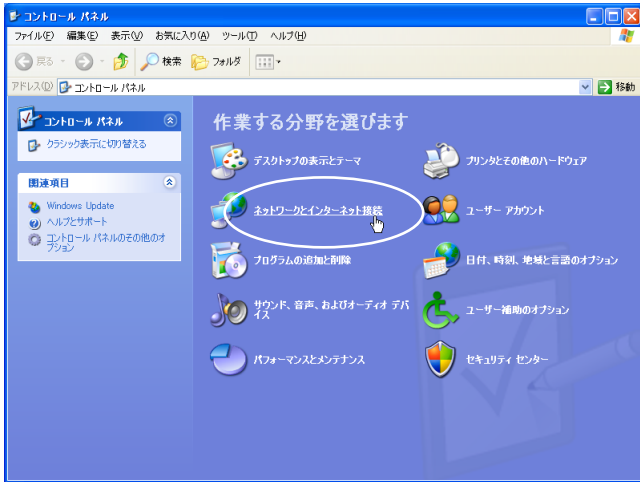 コントロール パネル
ファイル(F) 編集(E) 表示(V) お気に入り(A) ツール(T) ヘルプ(H)
戻る 検索 フォルダ
アドレス(D) コントロール パネル 移動
コントロール パネル
クラシック表示に切り替える
関連項目
Windows Update
ヘルプとサポート
コントロール パネルのその他のオ
プション
作業する分野を選びます
デスクトップの表示とテーマ
プリンタとその他のハードウェア
ネットワークとインターネット接続
ユーザー アカウント
プログラムの追加と削除
日付、時刻、地域と言語のオプション
サウンド、音声、およびオーディオ デバ
イス
ユーザー補助のオプション
パフォーマンスとメンテナンス
セキュリティ センター